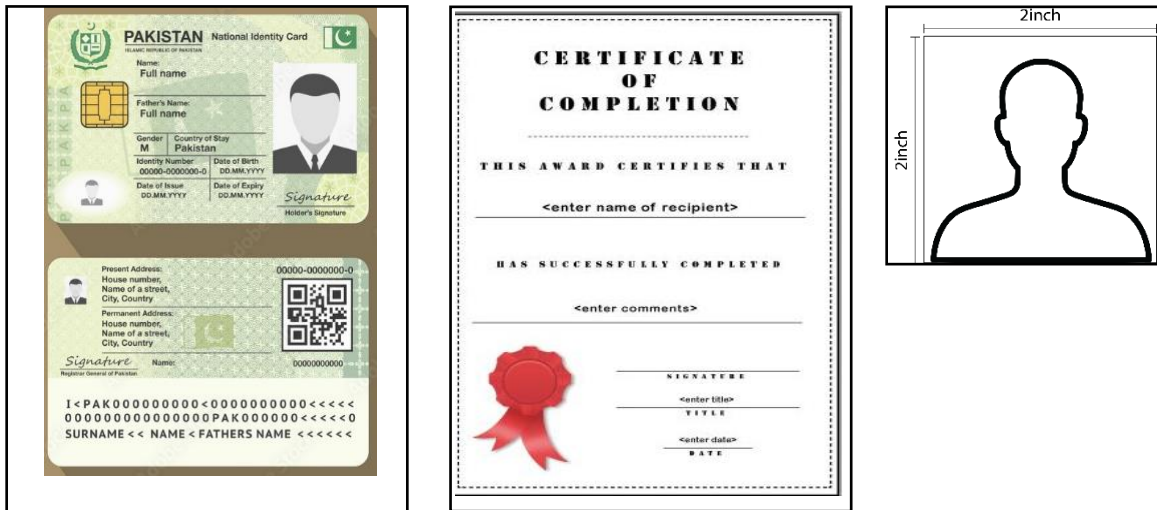 PAKISTAN National Identity Card
ISLAMIC REPUBLIC OF PAKISTAN
Name:
Full name
Father's Name:
Full name
Gender Country of Stay
M Pakistan
Identity Number Date of Birth
00000-0000000-0 DD.MM.YYYY
Date of Issue Date of Expiry
DD.MM.YYYY DD.MM.YYYY
Signature
Holder's Signature
Present Address:
House number,
Name of a street,
City, Country
00000-0000000-0
Permanent Address:
House number,
Name of a street,
City, Country
Signature Name: 00000000000
Registrar General of Pakistan
I<PAK0000000000<0000000000<<<<<
0000000000000000PAK000000<<<<<0
SURNAME << NAME < FATHERS NAME <<<<<<
CERTIFICATE
OF
COMPLETION
THIS AWARD CERTIFIES THAT
<enter name of recipient>
HAS SUCCESSFULLY COMPLETED
<enter comments>
SIGNATURE
<enter title>
TITLE
<enter date>
DATE
2inch
2inch